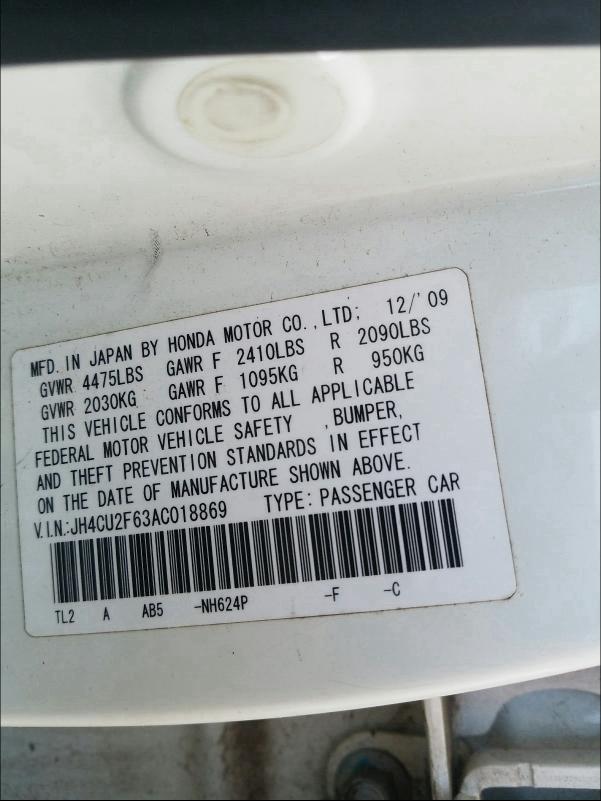 MFD. IN JAPAN BY HONDA MOTOR CO.,LTD; 12/'09
GVWR 4475LBS GAWR F 2410LBS R 2090LBS
GVWR 2030KG GAWR F 1095KG R 950KG
THIS VEHICLE CONFORMS TO ALL APPLICABLE
FEDERAL MOTOR VEHICLE SAFETY ,BUMPER,
AND THEFT PREVENTION STANDARDS IN EFFECT
ON THE DATE OF MANUFACTURE SHOWN ABOVE.
V.I.N.:JH4CU2F63AC018869 TYPE: PASSENGER CAR
TL2 A AB5 -NH624P -F -C